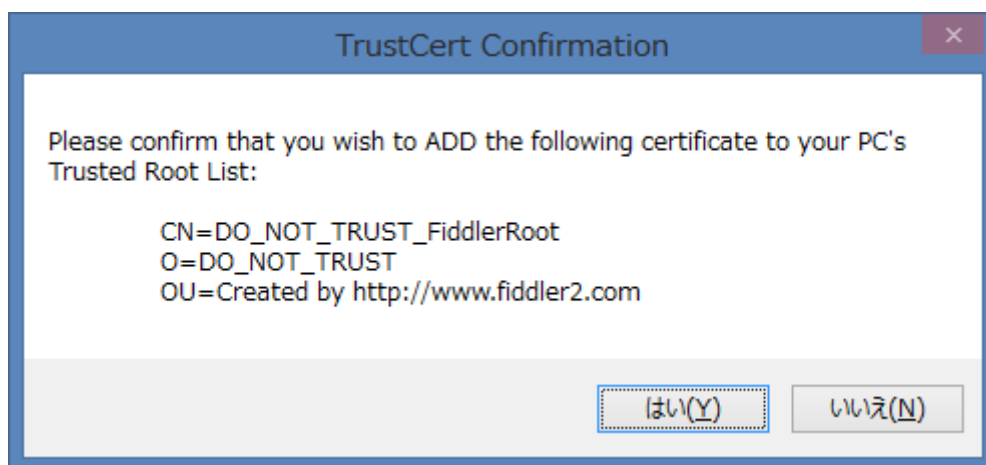 TrustCert Confirmation
Please confirm that you wish to ADD the following certificate to your PC's
Trusted Root List:
CN=DO_NOT_TRUST_FiddlerRoot
O=DO_NOT_TRUST
OU=Created by http://www.fiddler2.com
はい(Y) いいえ(N)